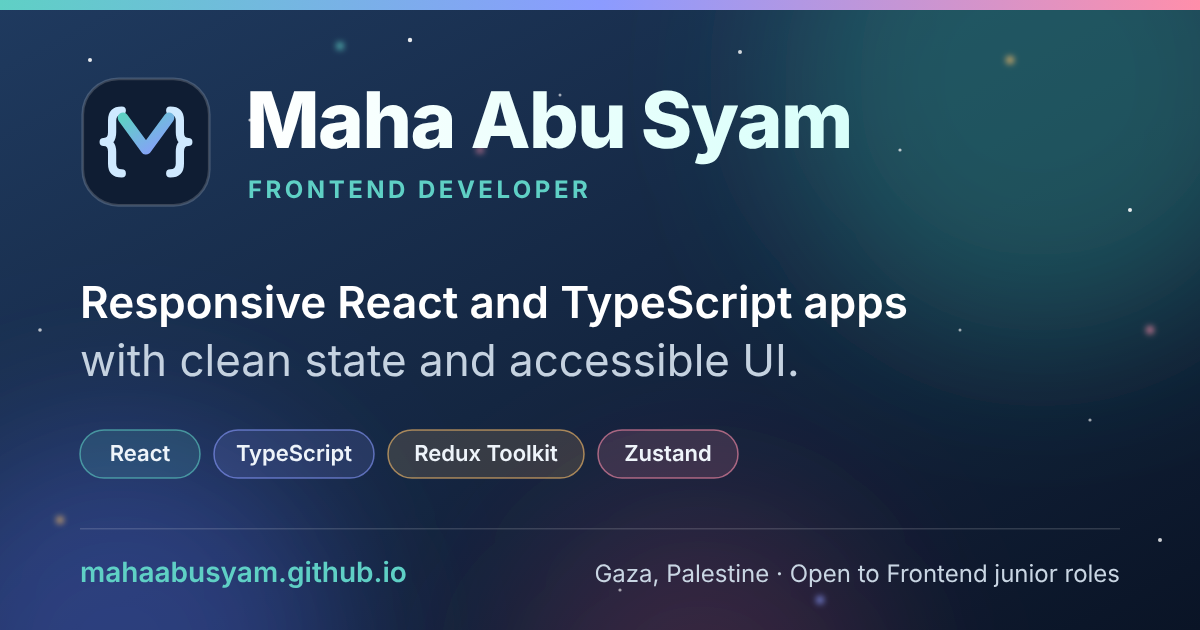 {M}
Maha Abu Syam
FRONTEND DEVELOPER
Responsive React and TypeScript apps
with clean state and accessible UI.
React TypeScript Redux Toolkit Zustand
mahaabusyam.github.io
Gaza, Palestine · Open to Frontend junior roles